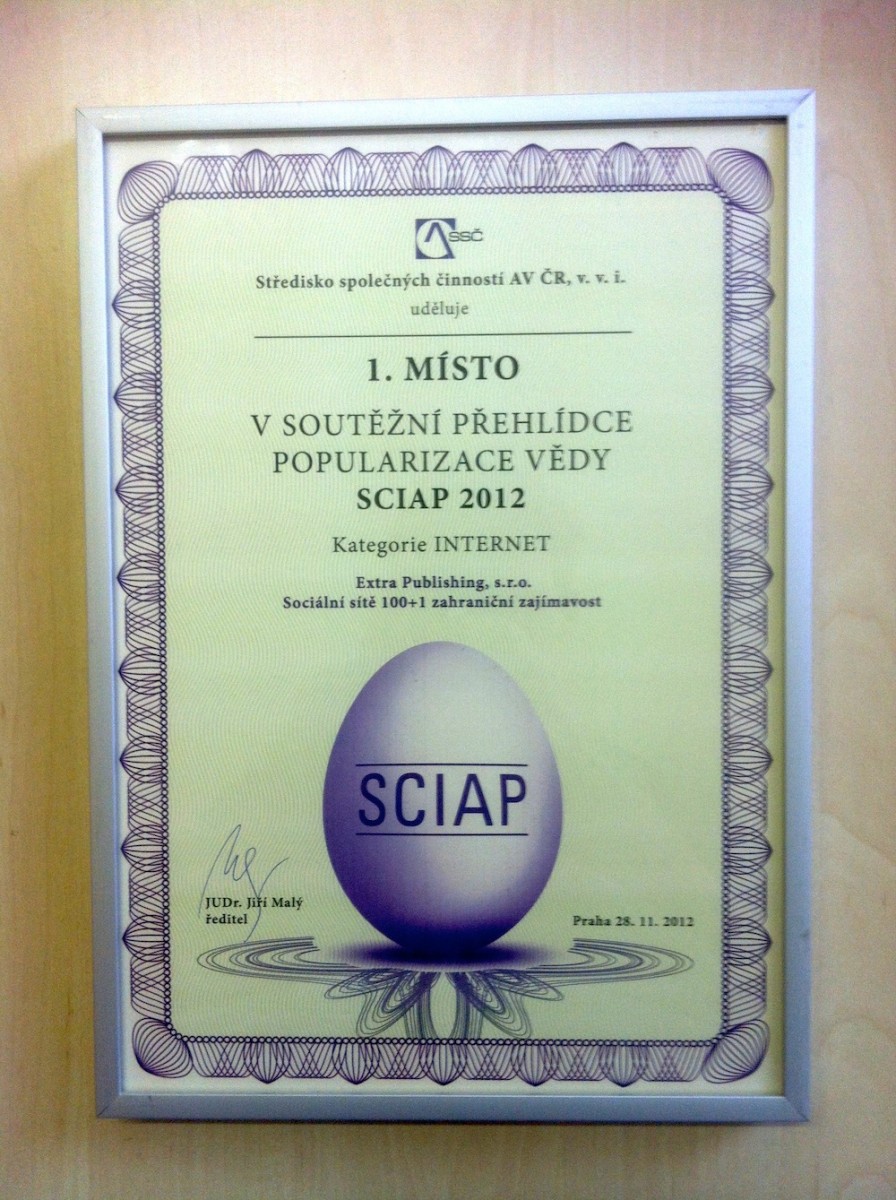 SSČ
Středisko společných činností AV ČR, v. v. i.
uděluje
1. MÍSTO
V SOUTĚŽNÍ PŘEHLÍDCE
POPULARIZACE VĚDY
SCIAP 2012
Kategorie INTERNET
Extra Publishing, s.r.o.
Sociální sítě 100+1 zahraniční zajímavost
SCIAP
JUDr. Jiří Malý
ředitel
Praha 28. 11. 2012